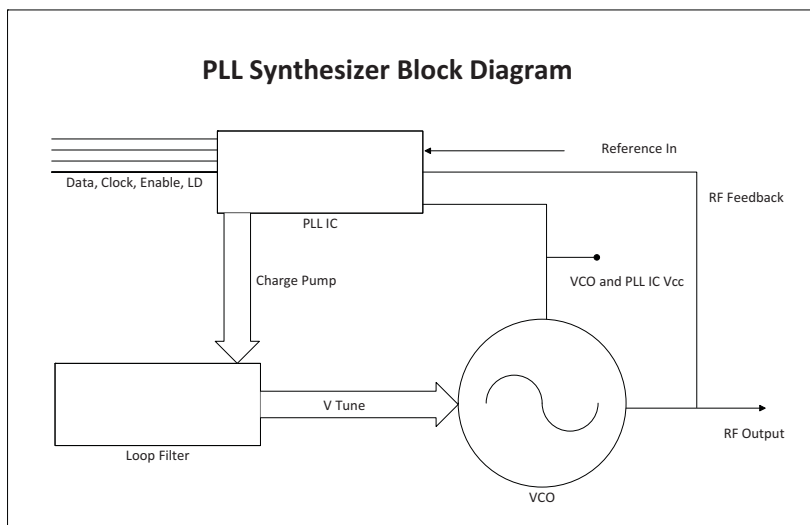 PLL Synthesizer Block Diagram
Reference In
Data, Clock, Enable, LD
RF Feedback
PLL IC
Charge Pump
VCO and PLL IC Vcc
V Tune
RF Output
Loop Filter
VCO